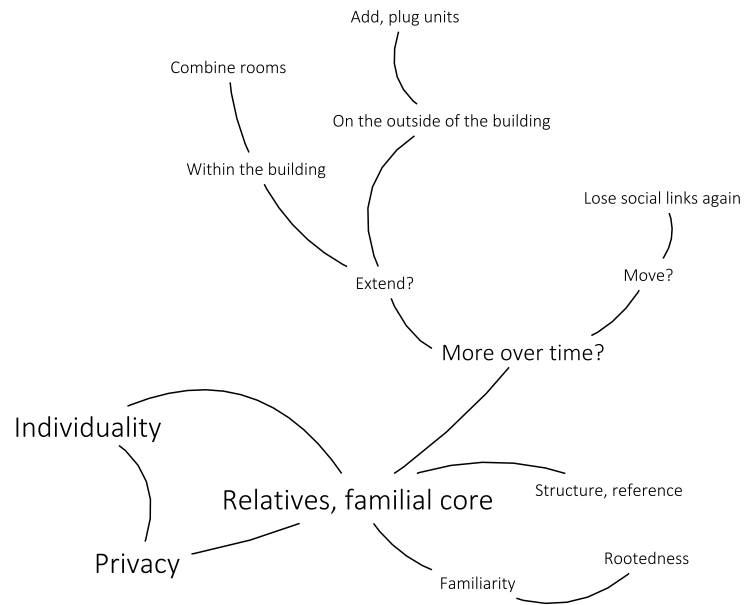 Add, plug units
Combine rooms
On the outside of the building
Within the building
Lose social links again
Extend?
Move?
More over time?
Individuality
Relatives, familial core
Structure, reference
Privacy
Familiarity
Rootedness